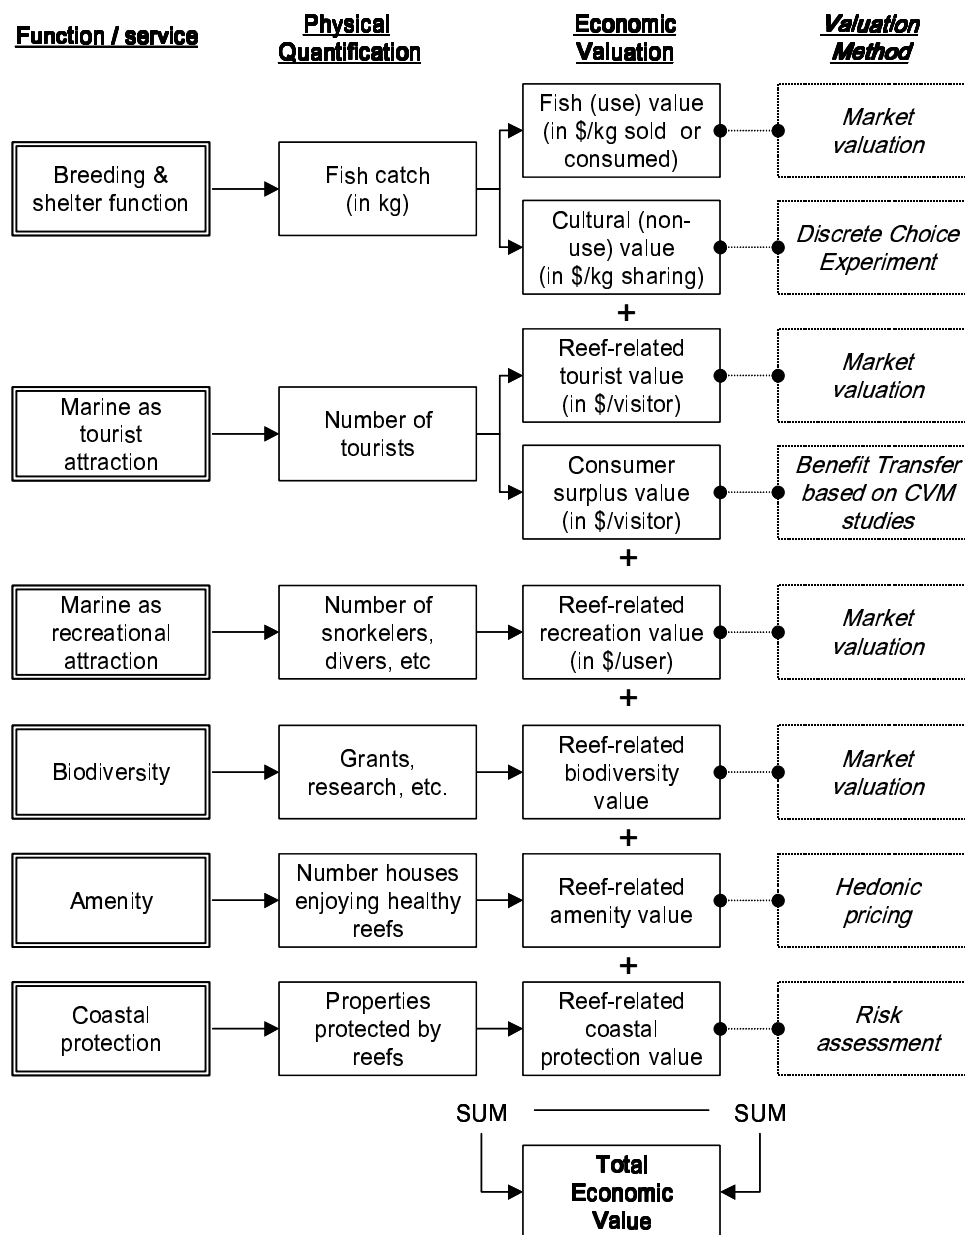 Function / service
Physical
Quantification
Economic
Valuation
Valuation
Method
Breeding &
shelter function
Fish catch
(in kg)
Fish (use) value
(in $/kg sold or
consumed)
Market
valuation
Cultural (non-
use) value
(in $/kg sharing)
Discrete Choice
Experiment
+
Marine as
tourist
attraction
Number of
tourists
Reef-related
tourist value
(in $/visitor)
Market
valuation
Consumer
surplus value
(in $/visitor)
Benefit Transfer
based on CVM
studies
+
Marine as
recreational
attraction
Number of
snorkelers,
divers, etc
Reef-related
recreation value
(in $/user)
Market
valuation
+
Biodiversity
Grants,
research, etc.
Reef-related
biodiversity
value
Market
valuation
+
Amenity
Number houses
enjoying healthy
reefs
Reef-related
amenity value
Hedonic
pricing
+
Coastal
protection
Properties
protected by
reefs
Reef-related
coastal
protection value
Risk
assessment
SUM
SUM
Total
Economic
Value